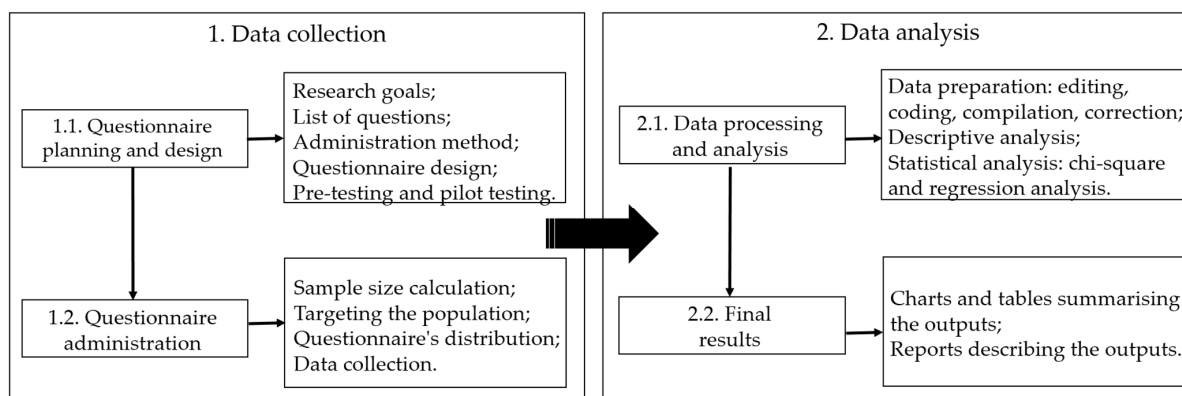 1. Data collection
1.1. Questionnaire
planning and design
Research goals;
List of questions;
Administration method;
Questionnaire design;
Pre-testing and pilot testing.
1.2. Questionnaire
administration
Sample size calculation;
Targeting the population;
Questionnaire's distribution;
Data collection.
2. Data analysis
2.1. Data processing
and analysis
Data preparation: editing,
coding, compilation, correction;
Descriptive analysis;
Statistical analysis: chi-square
and regression analysis.
2.2. Final
results
Charts and tables summarising
the outputs;
Reports describing the outputs.